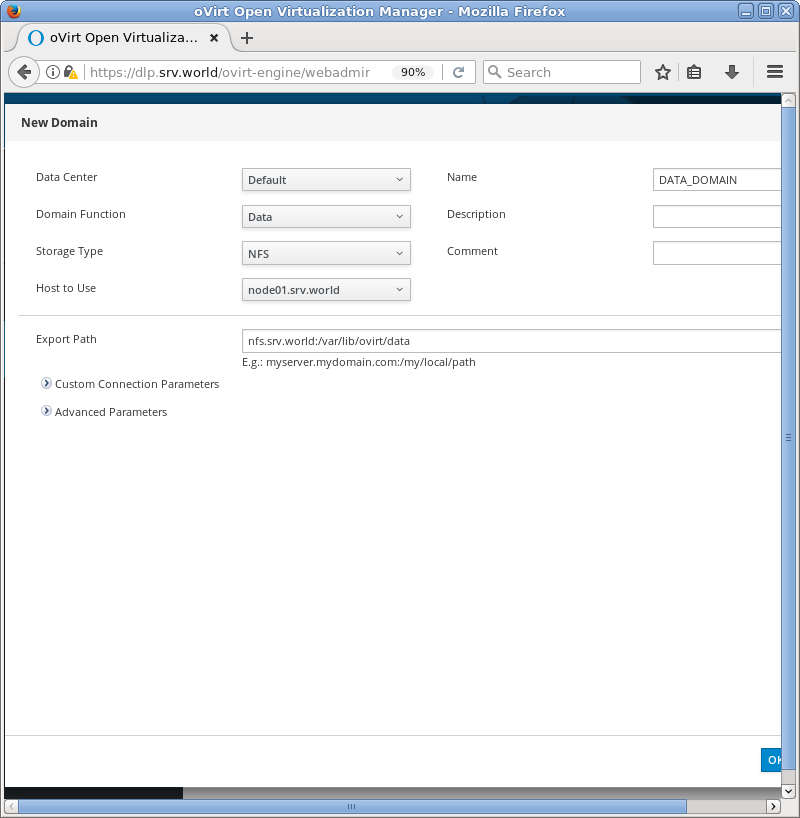 oVirt Open Virtualization Manager - Mozilla Firefox
oVirt Open Virtualiza...
https://dlp.srv.world/ovirt-engine/webadmir
90%
Search
New Domain
Data Center
Default
Name
DATA_DOMAIN
Domain Function
Data
Description
Storage Type
NFS
Comment
Host to Use
node01.srv.world
Export Path
nfs.srv.world:/var/lib/ovirt/data
E.g.: myserver.mydomain.com:/my/local/path
Custom Connection Parameters
Advanced Parameters
OK